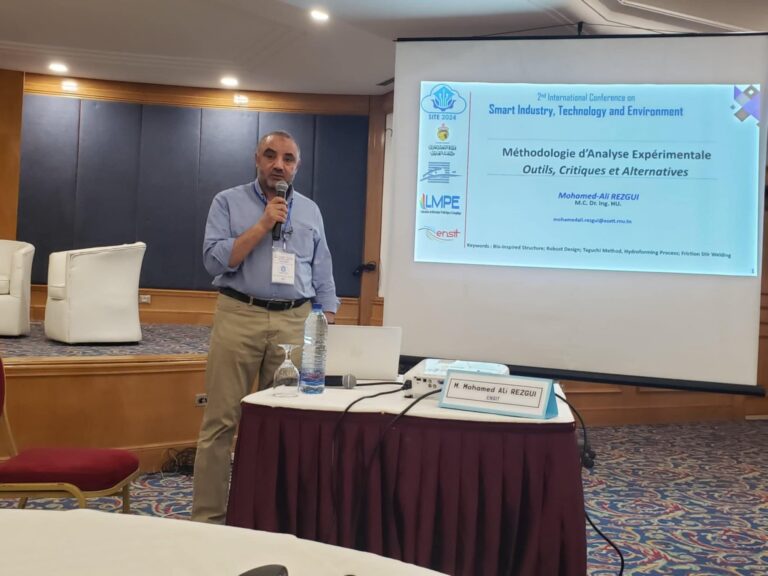 2nd International Conference on
Smart Industry, Technology and Environment
SITE 2024
Méthodologie d'Analyse Expérimentale
Outils, Critiques et Alternatives
Mohamed-Ali REZGUI
M.C. Dr. Ing. HU.
LMPE
ensit
Keywords : Bio-inspired Structure; Robust Design; Taguchi Method, Hydroforming Process; Friction Stir Welding
M. Mohamed Ali REZGUI
ENSIT